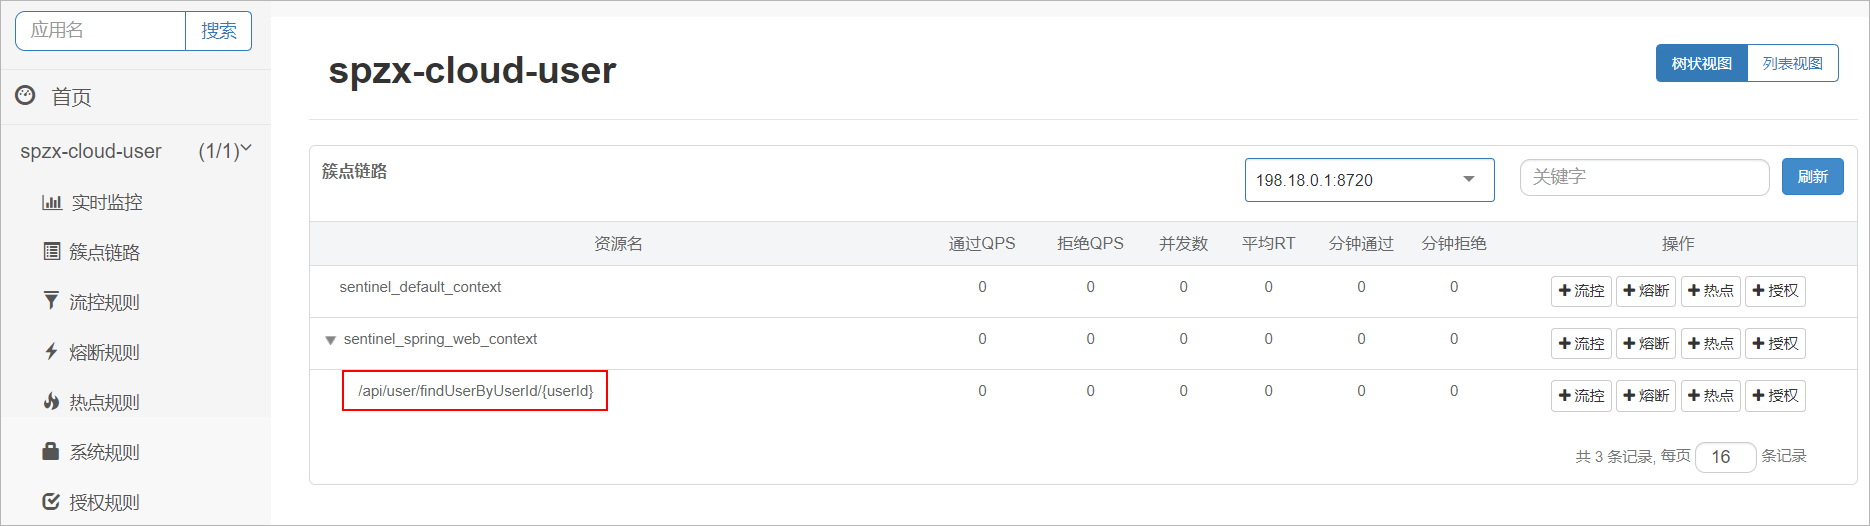 应用名 搜索
首页
spzx-cloud-user (1/1)
实时监控
簇点链路
流控规则
熔断规则
热点规则
系统规则
授权规则
spzx-cloud-user
树状视图 列表视图
簇点链路 198.18.0.1:8720 关键字 刷新
资源名 通过QPS 拒绝QPS 并发数 平均RT 分钟通过 分钟拒绝 操作
sentinel_default_context 0 0 0 0 0 0 +流控 +熔断 +热点 +授权
sentinel_spring_web_context 0 0 0 0 0 0 +流控 +熔断 +热点 +授权
/api/user/findUserByUserId/{userId} 0 0 0 0 0 0 +流控 +熔断 +热点 +授权
共 3 条记录, 每页 16 条记录